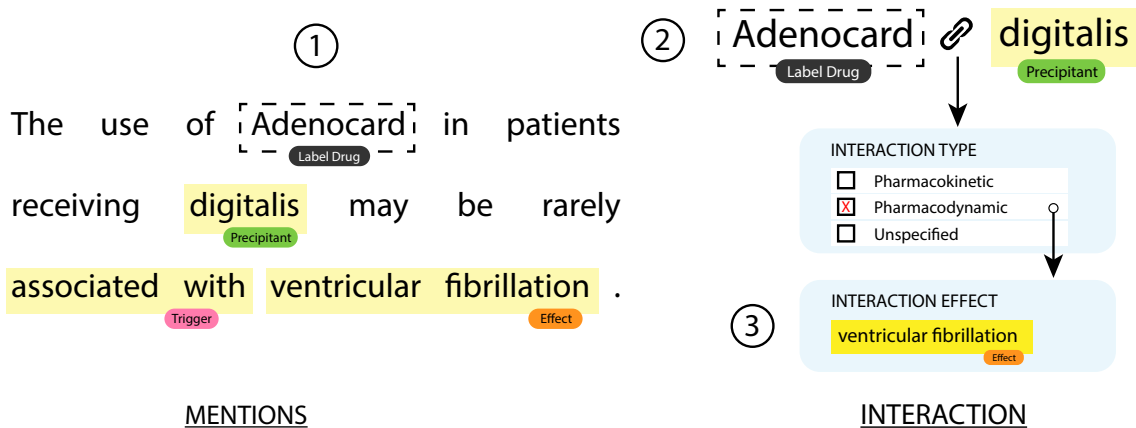 1
The use of Adenocard in patients
Label Drug
receiving digitalis may be rarely
Precipitant
associated with ventricular fibrillation .
Trigger Effect
MENTIONS
2 Adenocard digitalis
Label Drug Precipitant
INTERACTION TYPE
Pharmacokinetic
X Pharmacodynamic
Unspecified
3
INTERACTION EFFECT
ventricular fibrillation
Effect
INTERACTION